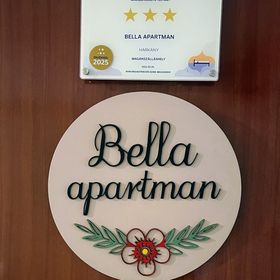 BELLA APARTMAN
HARKÁNY
MAGÁNSZÁLLÁSHELY
2025
Bella
apartman